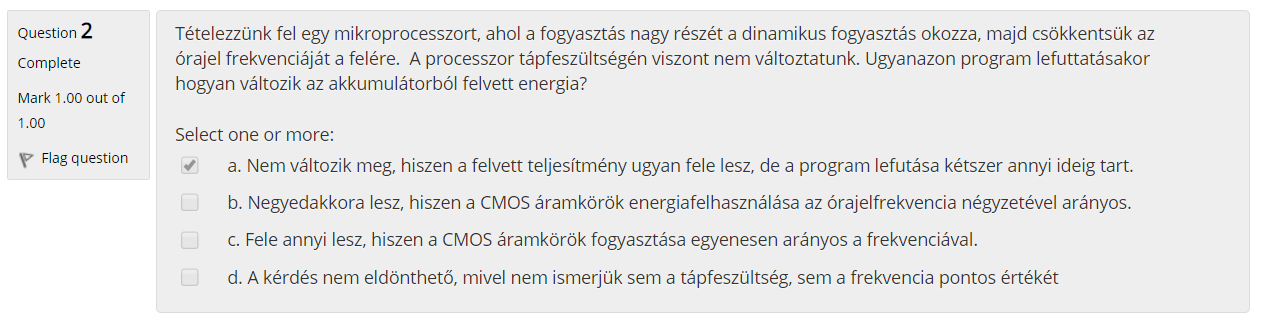 Question 2
Complete
Mark 1.00 out of
1.00
Flag question
Tételezzünk fel egy mikroprocesszort, ahol a fogyasztás nagy részét a dinamikus fogyasztás okozza, majd csökkentsük az
órajel frekvenciáját a felére. A processzor tápfeszültségén viszont nem változtatunk. Ugyanazon program lefuttatásakor
hogyan változik az akkumulátorból felvett energia?
Select one or more:
a. Nem változik meg, hiszen a felvett teljesítmény ugyan fele lesz, de a program lefutása kétszer annyi ideig tart.
b. Negyedakkora lesz, hiszen a CMOS áramkörök energiafelhasználása az órajelfrekvencia négyzetével arányos.
c. Fele annyi lesz, hiszen a CMOS áramkörök fogyasztása egyenesen arányos a frekvenciával.
d. A kérdés nem eldönthető, mivel nem ismerjük sem a tápfeszültség, sem a frekvencia pontos értékét